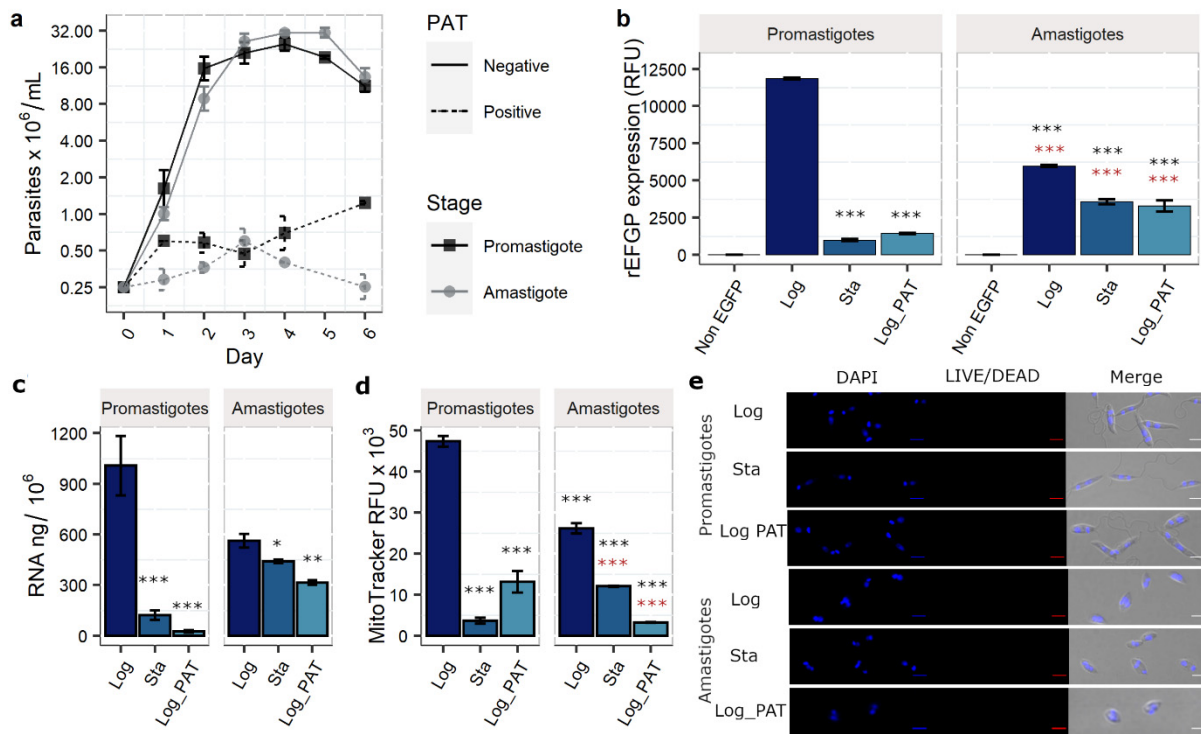 a
Parasites x 10⁶/mL
32.00
16.00
8.00
4.00
2.00
1.00
0.50
0.25
0 1 2 3 4 5 6
Day
PAT
Negative
Positive
Stage
Promastigote
Amastigote
b
Promastigotes Amastigotes
rEFGP expression (RFU)
12500
10000
7500
5000
2500
0
*** ***
*** *** ***
*** *** ***
Non EGFP Log Sta Log_PAT Non EGFP Log Sta Log_PAT
c
Promastigotes Amastigotes
RNA ng/ 10⁶
1200
900
600
300
0
*** *** * **
Log Sta Log_PAT Log Sta Log_PAT
d
Promastigotes Amastigotes
MitoTracker RFU x 10³
50
40
30
20
10
0
*** ***
*** *** ***
*** ***
Log Sta Log_PAT Log Sta Log_PAT
e
DAPI LIVE/DEAD Merge
Promastigotes
Log
Sta
Log PAT
Amastigotes
Log
Sta
Log_PAT